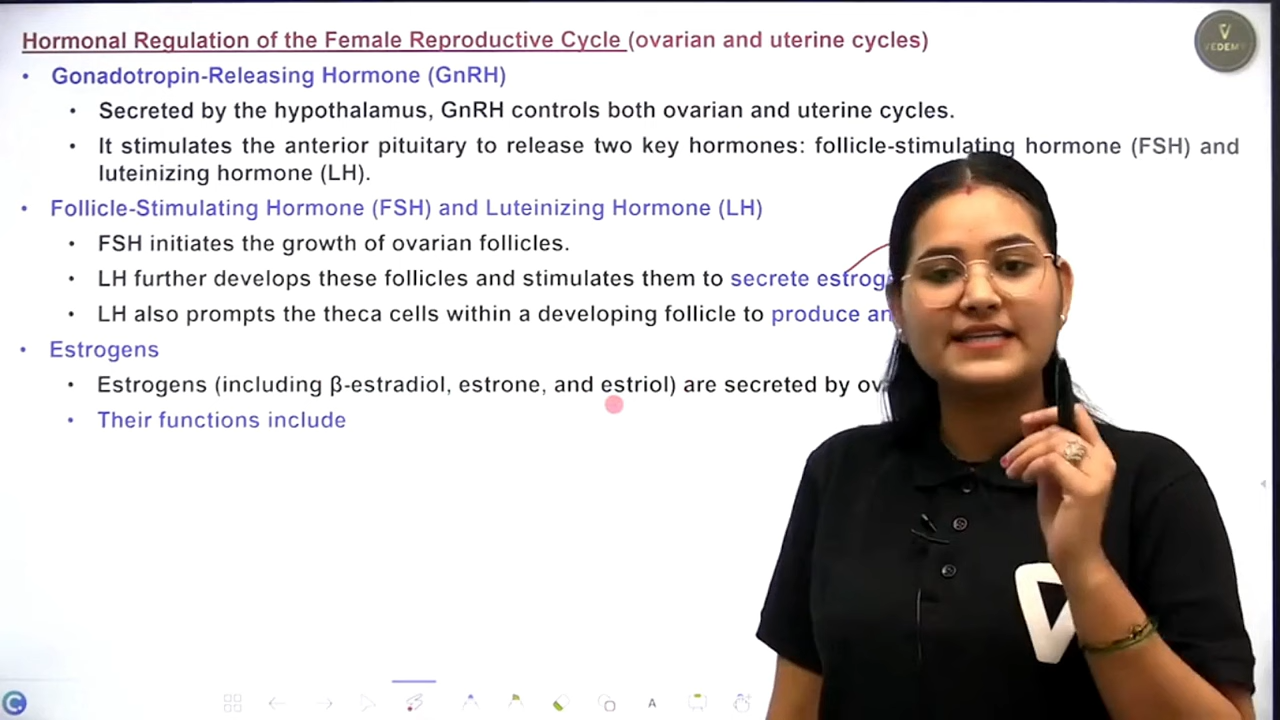 Hormonal Regulation of the Female Reproductive Cycle (ovarian and uterine cycles)
VEDEMY
• Gonadotropin-Releasing Hormone (GnRH)
• Secreted by the hypothalamus, GnRH controls both ovarian and uterine cycles.
• It stimulates the anterior pituitary to release two key hormones: follicle-stimulating hormone (FSH) and
luteinizing hormone (LH).
• Follicle-Stimulating Hormone (FSH) and Luteinizing Hormone (LH)
• FSH initiates the growth of ovarian follicles.
• LH further develops these follicles and stimulates them to secrete
• LH also prompts the theca cells within a developing follicle to produce
• Estrogens
• Estrogens (including β-estradiol, estrone, and estriol) are secreted by
• Their functions include
A